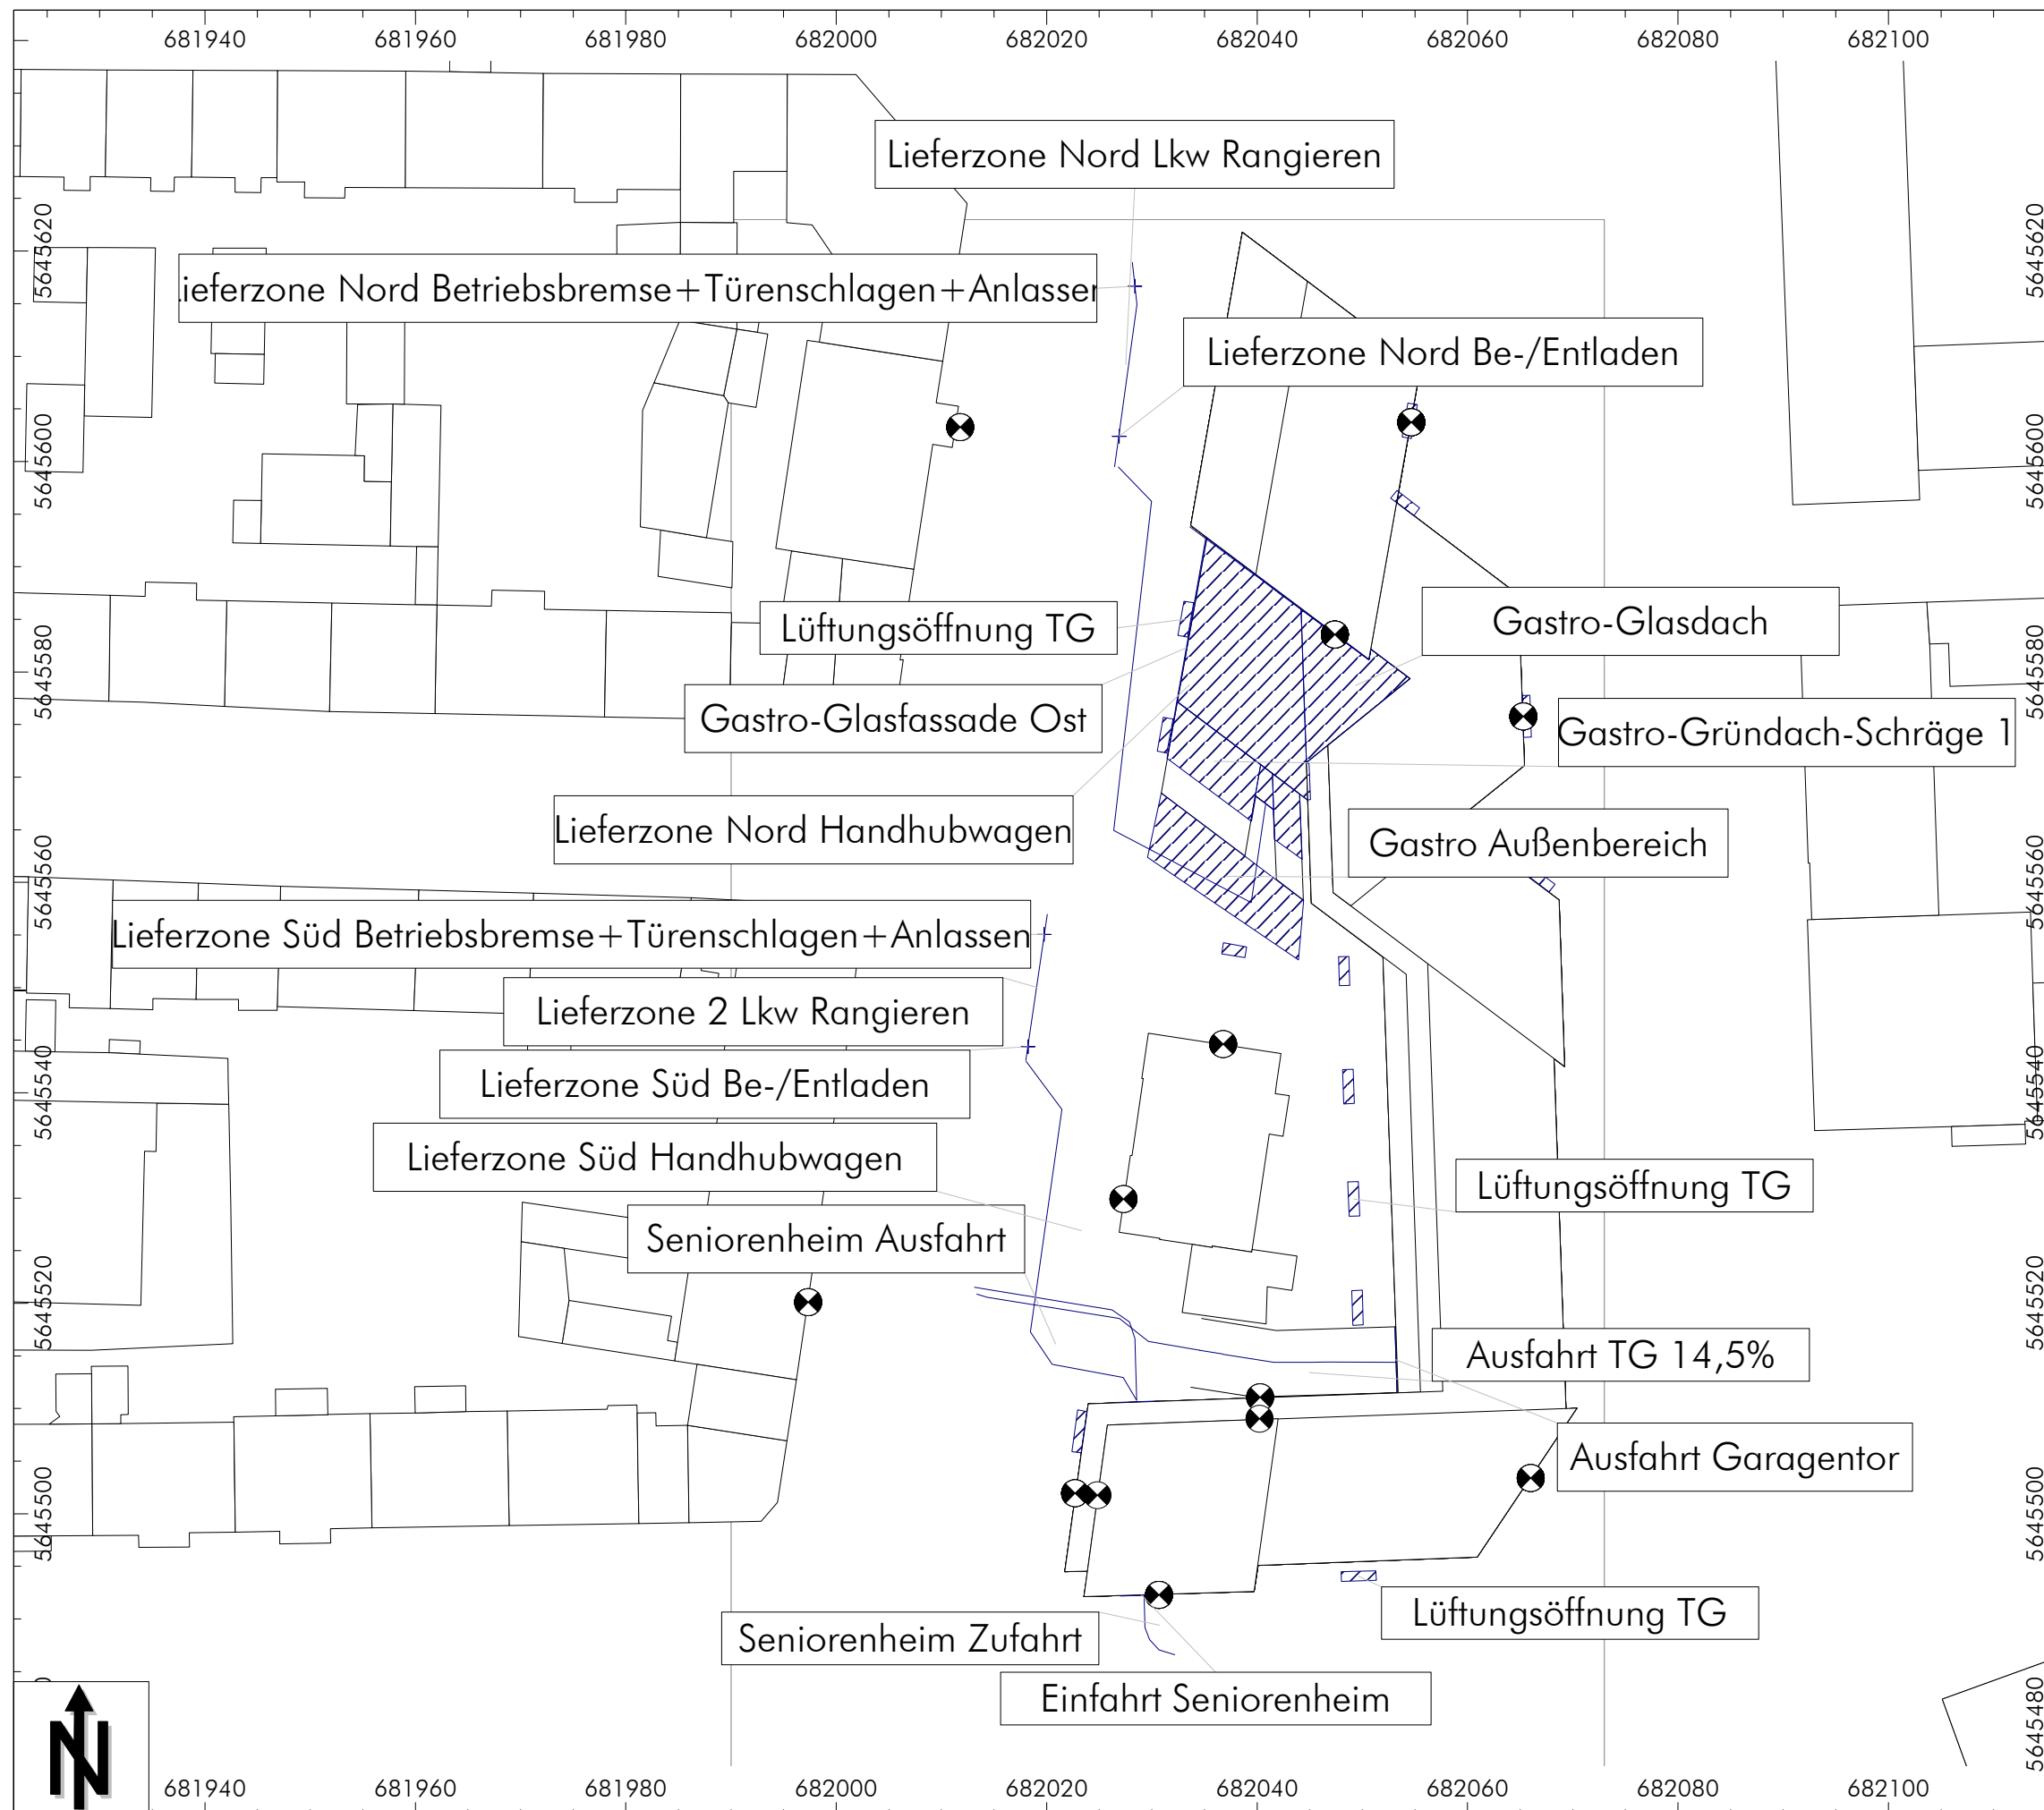 681940 681960 681980 682000 682020 682040 682060 682080 682100
Lieferzone Nord Lkw Rangieren
5645620
5645620
ieferzone Nord Betriebsbremse+Türenschlagen+Anlassen
Lieferzone Nord Be-/Entladen
5645600
5645600
Lüftungsöffnung TG
Gastro-Glasdach
5645580
5645580
Gastro-Glasfassade Ost
Gastro-Gründach-Schräge 1
Lieferzone Nord Handhubwagen
Gastro Außenbereich
5645560
5645560
Lieferzone Süd Betriebsbremse+Türenschlagen+Anlassen
Lieferzone 2 Lkw Rangieren
Lieferzone Süd Be-/Entladen
5645540
5645540
Lieferzone Süd Handhubwagen
Lüftungsöffnung TG
Seniorenheim Ausfahrt
5645520
5645520
Ausfahrt TG 14,5%
Ausfahrt Garagentor
5645500
5645500
Lüftungsöffnung TG
Seniorenheim Zufahrt
Einfahrt Seniorenheim
5645480
N
681940 681960 681980 682000 682020 682040 682060 682080 682100